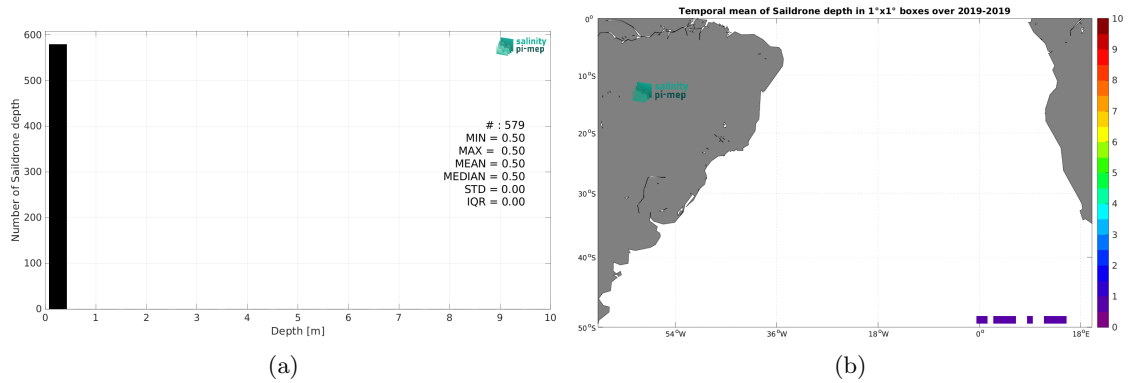 600
500
400
300
200
100
0
Number of Saildrone depth
salinity
pi-mep
# : 579
MIN = 0.50
MAX = 0.50
MEAN = 0.50
MEDIAN = 0.50
STD = 0.00
IQR = 0.00
0 1 2 3 4 5 6 7 8 9 10
Depth [m]
(a)
Temporal mean of Saildrone depth in 1°x1° boxes over 2019-2019
0°
10°S
20°S
30°S
40°S
50°S
salinity
pi-mep
54°W 36°W 18°W 0° 18°E
10
9
8
7
6
5
4
3
2
1
0
(b)